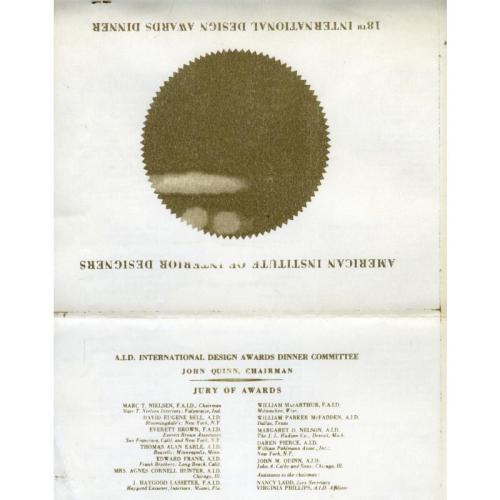 18TH INTERNATIONAL DESIGN AWARDS DINNER
AMERICAN INSTITUTE OF INTERIOR DESIGNERS
A.I.D. INTERNATIONAL DESIGN AWARDS DINNER COMMITTEE
JOHN QUINN, CHAIRMAN
JURY OF AWARDS
MARC T. NIELSEN, F.A.I.D., Chairman
Marc T. Nielsen Interiors; Valparaiso, Ind.
DAVID EUGENE BELL, A.I.D.
Bloomingdale's; New York, N.Y.
EVERETT BROWN, F.A.I.D.
Everett Brown Associates
San Francisco, Calif. and New York, N.Y.
THOMAS ALAN EARLE, A.I.D.
Minneapolis, Minn.
EDWARD FRANK, A.I.D.
Frank Brothers; Long Beach, Calif.
MRS. AGNES CORNELL HUNTER, A.I.D.
Chicago, Ill.
J. HAYGOOD LASSETER, F.A.I.D.
Haygood Lasseter, Interiors; Miami, Fla.
WILLIAM MacARTHUR, F.A.I.D.
Milwaukee, Wisc.
WILLIAM PARKER McFADDEN, A.I.D.
Dallas, Texas
MARGARET D. NELSON, A.I.D.
The J. L. Hudson Co.; Detroit, Mich.
DAREN PIERCE, A.I.D.
William Pahlmann Assoc., Inc.;
New York, N.Y.
JOHN M. QUINN, A.I.D.
John A. Colby and Sons; Chicago, Ill.
Assistants to the chairman:
NANCY LADD, Jury Secretary
VIRGINIA PHILLIPS, A.I.D. Affiliate